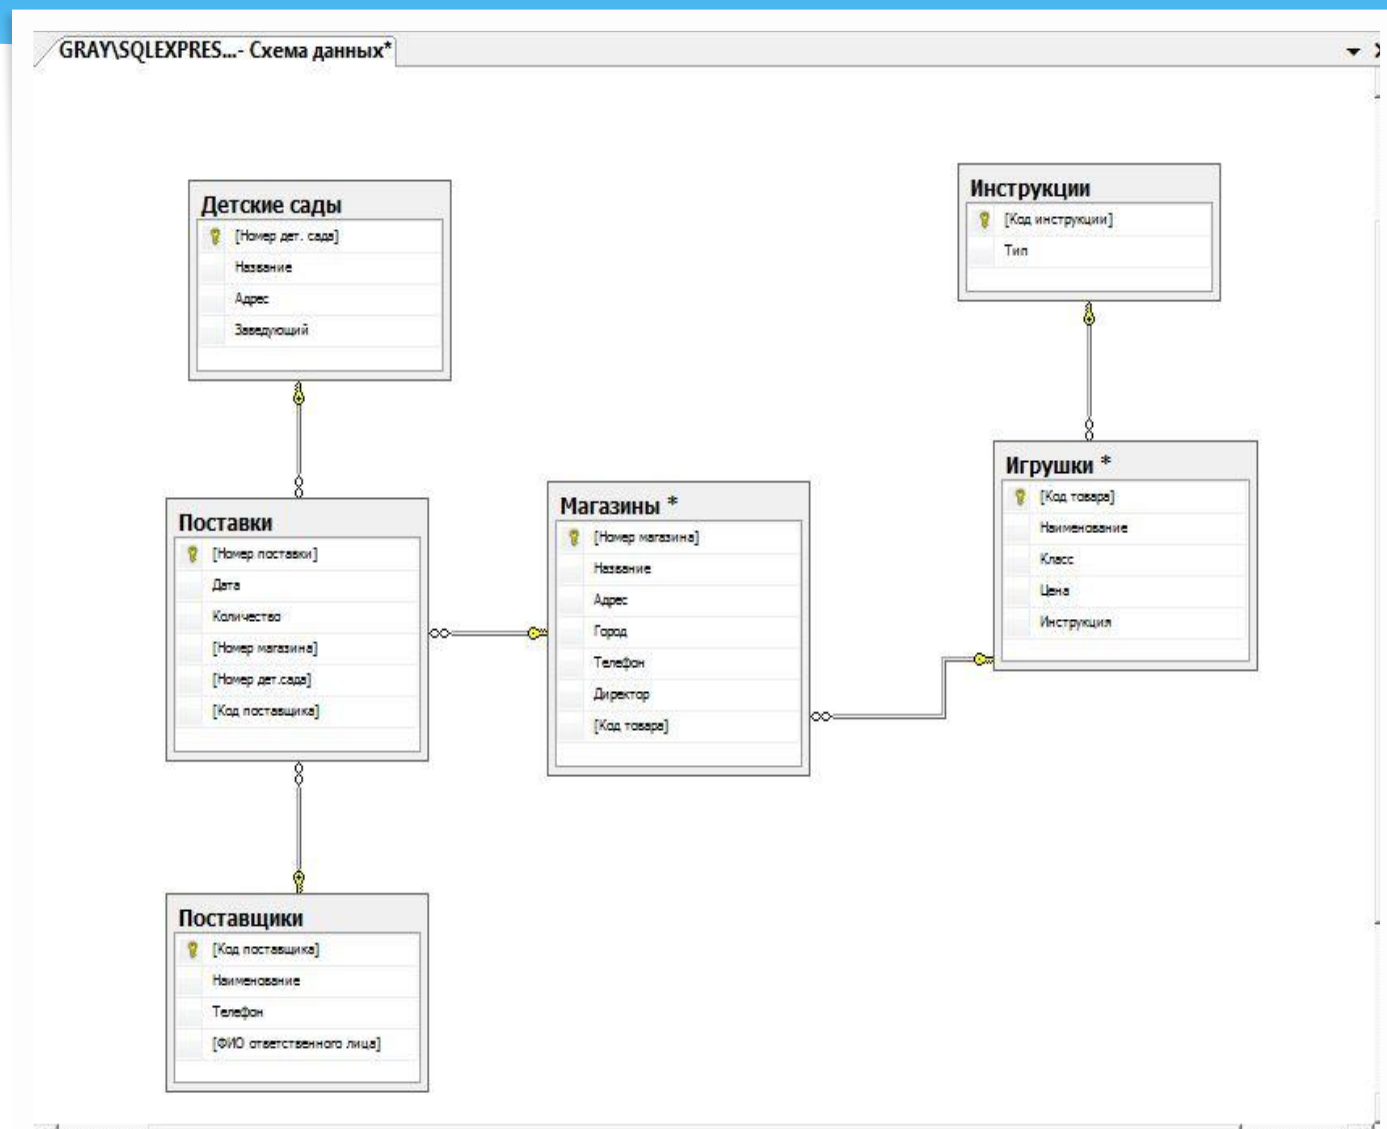 GRAY\SQLEXPRES...- Схема данных*
Детские сады
[Номер дет. сада]
Название
Адрес
Заведующий
Инструкции
[Код инструкции]
Тип
Поставки
[Номер поставки]
Дата
Количество
[Номер магазина]
[Номер дет.сада]
[Код поставщика]
Магазины *
[Номер магазина]
Название
Адрес
Город
Телефон
Директор
[Код товара]
Игрушки *
[Код товара]
Наименование
Класс
Цена
Инструкция
Поставщики
[Код поставщика]
Наименование
Телефон
[ФИО ответственного лица]